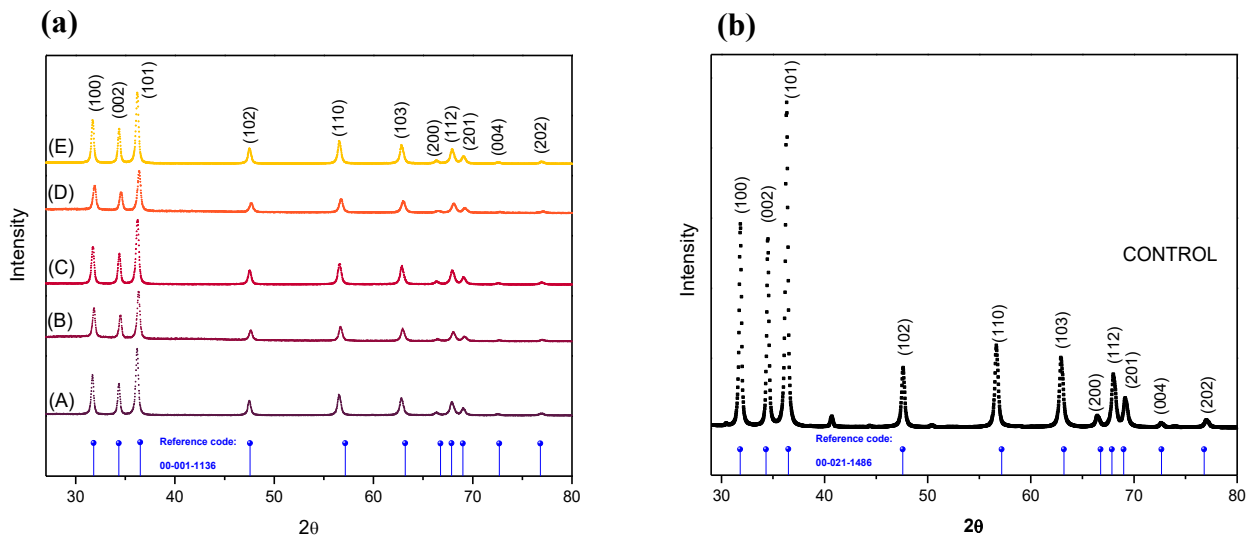 (a)
(100)
(002)
(101)
(102)
(110)
(103)
(200)
(112)
(201)
(004)
(202)
(E)
(D)
(C)
(B)
(A)
Intensity
Reference code:
00-001-1136
30 40 50 60 70 80
2θ
(b)
(100)
(002)
(101)
(102)
(110)
(103)
(200)
(112)
(201)
(004)
(202)
CONTROL
Intensity
Reference code:
00-021-1486
30 40 50 60 70 80
2θ